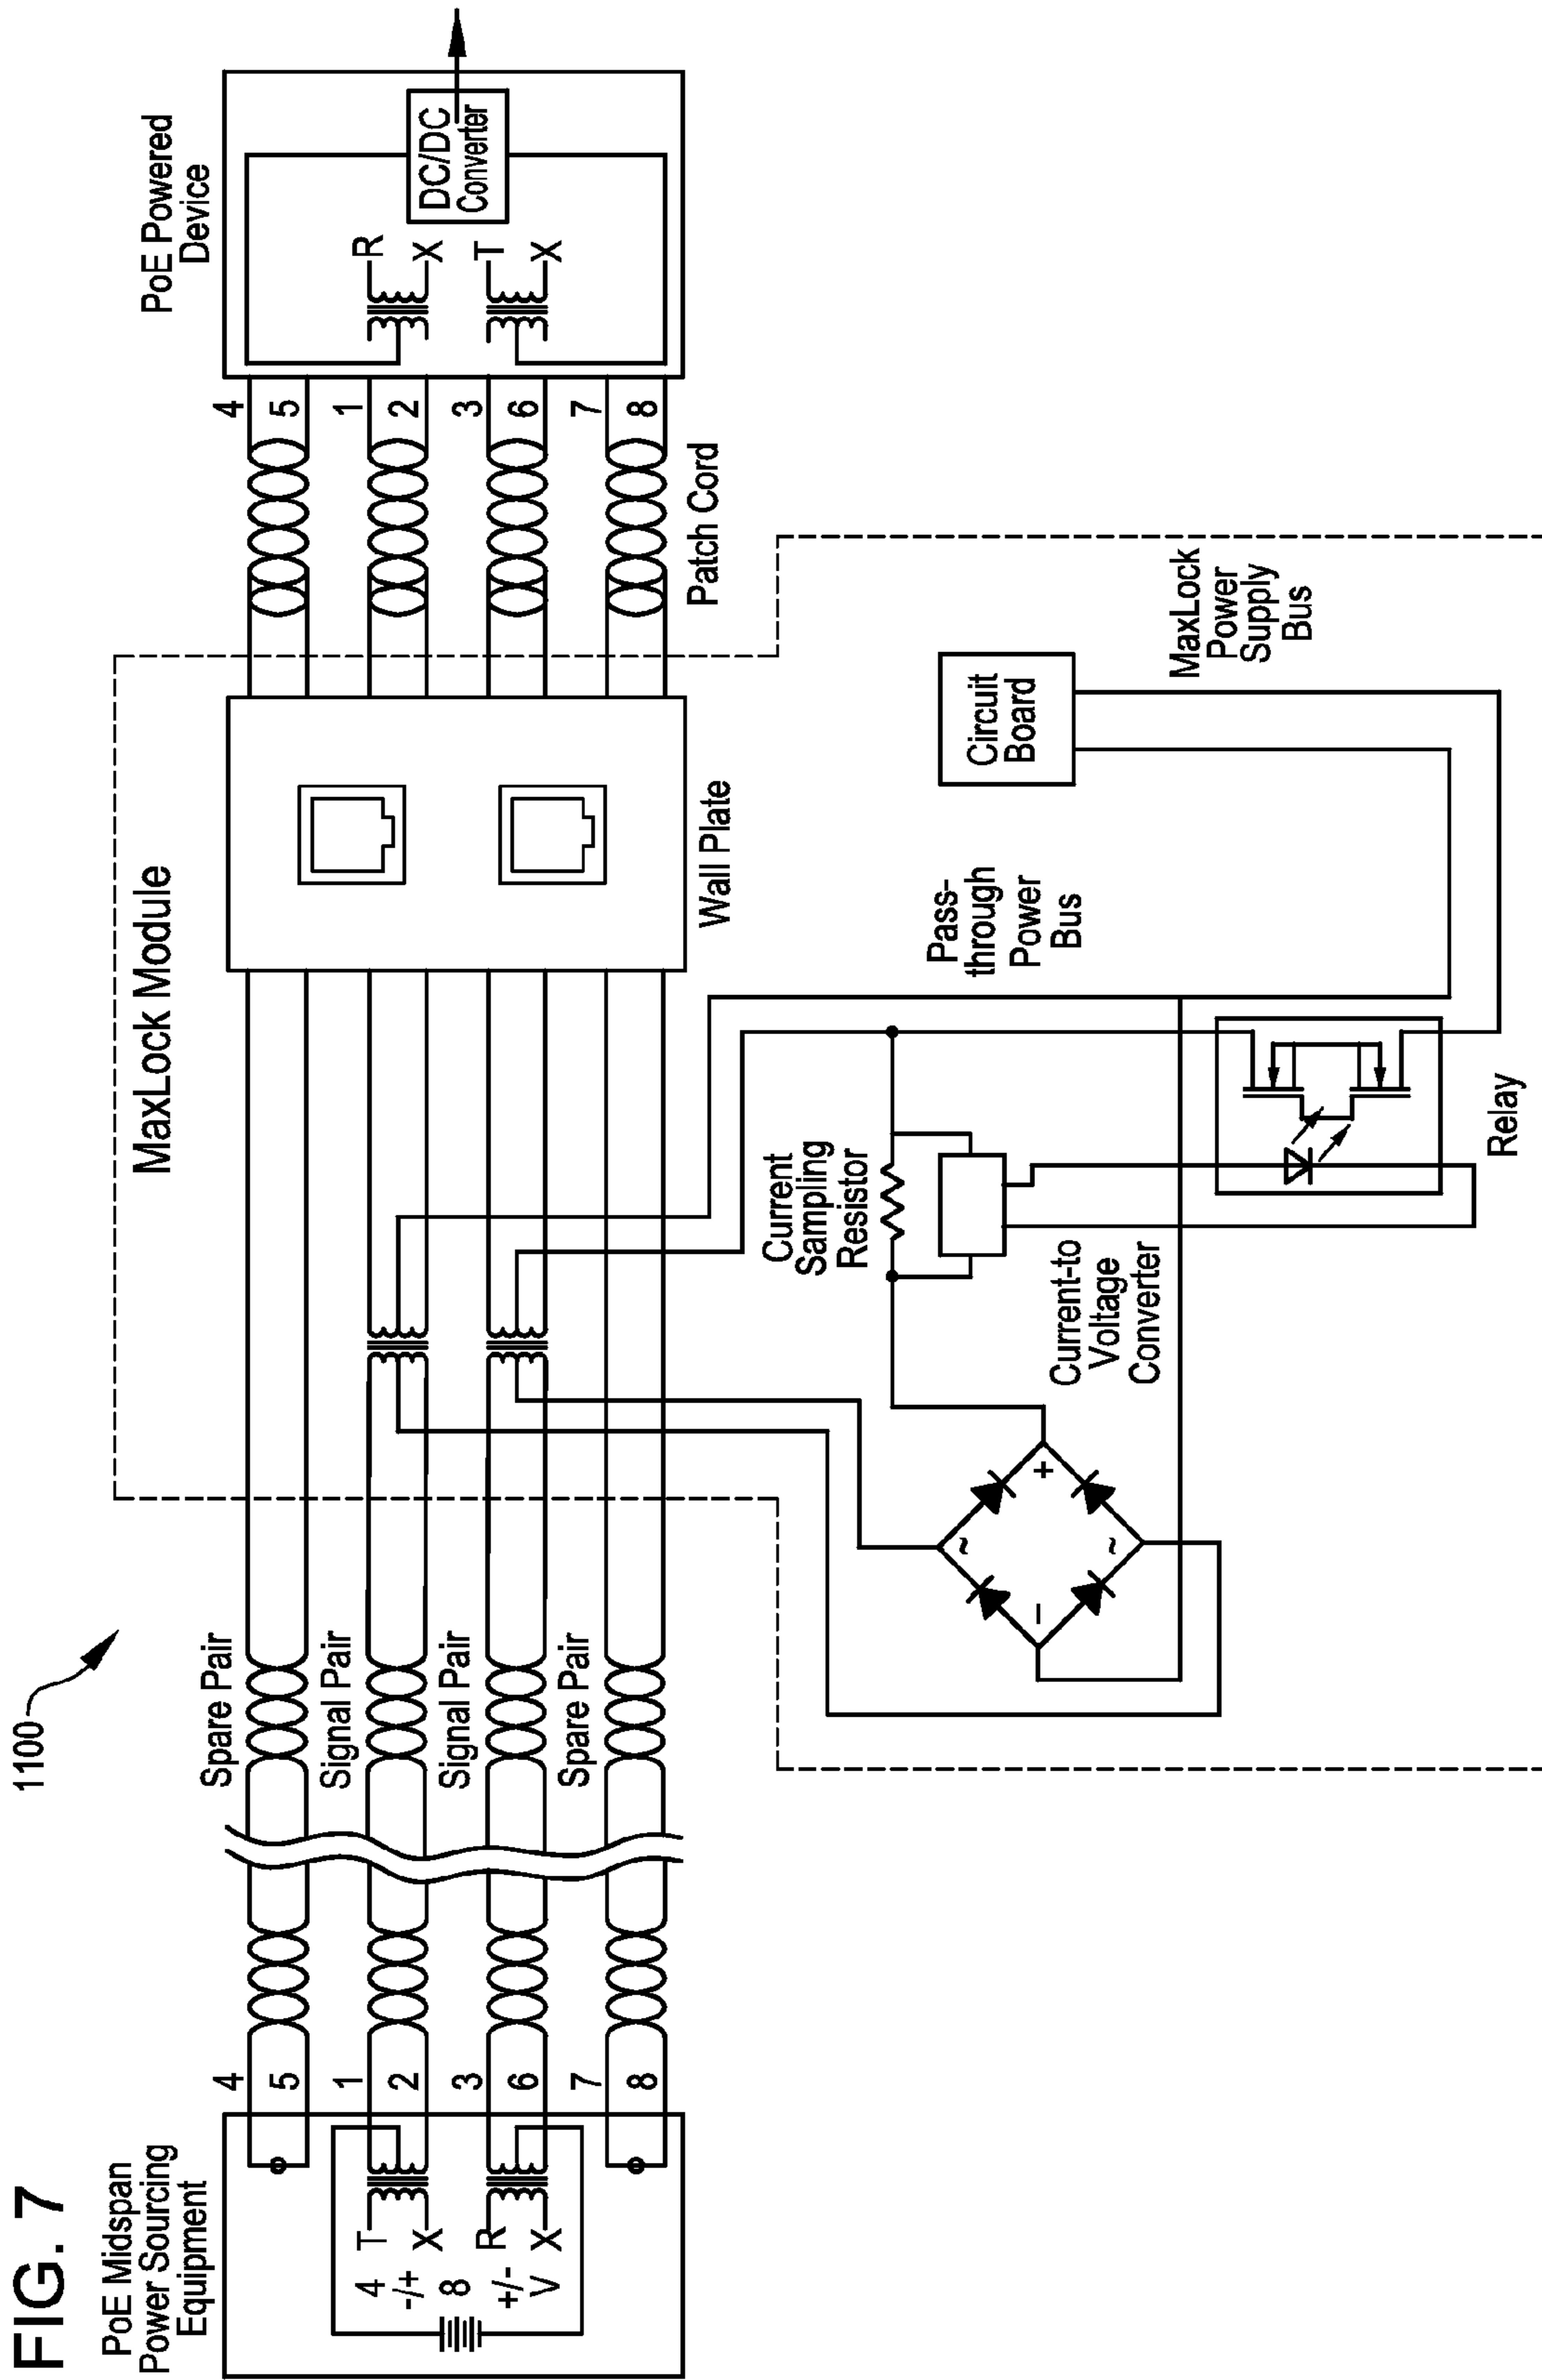 FIG. 7
1100
PoE Midspan
Power Sourcing
Equipment
4
-/+
8
+/-
V
T
X
R
X
4
5
1
2
3
6
7
8
Spare Pair
Signal Pair
Signal Pair
Spare Pair
MaxLock Module
Wall Plate
Patch Cord
4
5
1
2
3
6
7
8
PoE Powered
Device
R
X
T
X
DC/DC
Converter
~
+
-
~
Current
Sampling
Resistor
Current-to
Voltage
Converter
Pass-
through
Power
Bus
Relay
Circuit
Board
MaxLock
Power
Supply
Bus